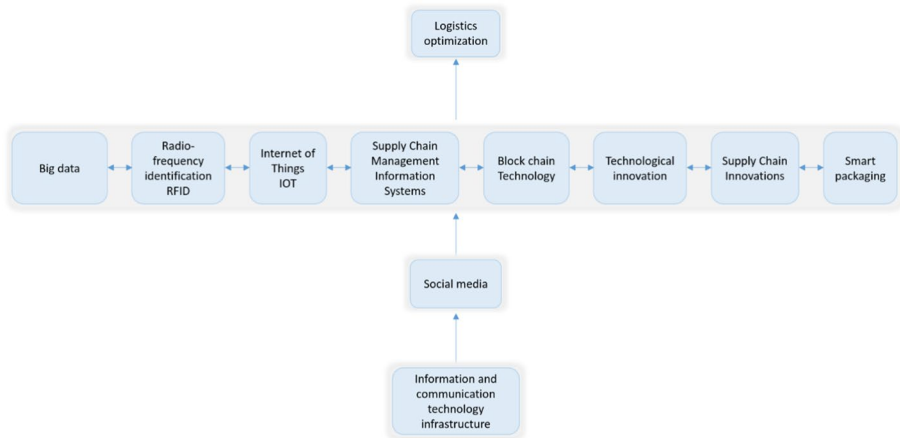 Logistics
optimization
Big data
Radio-
frequency
identification
RFID
Internet of
Things
IOT
Supply Chain
Management
Information
Systems
Block chain
Technology
Technological
innovation
Supply Chain
Innovations
Smart
packaging
Social media
Information and
communication
technology
infrastructure